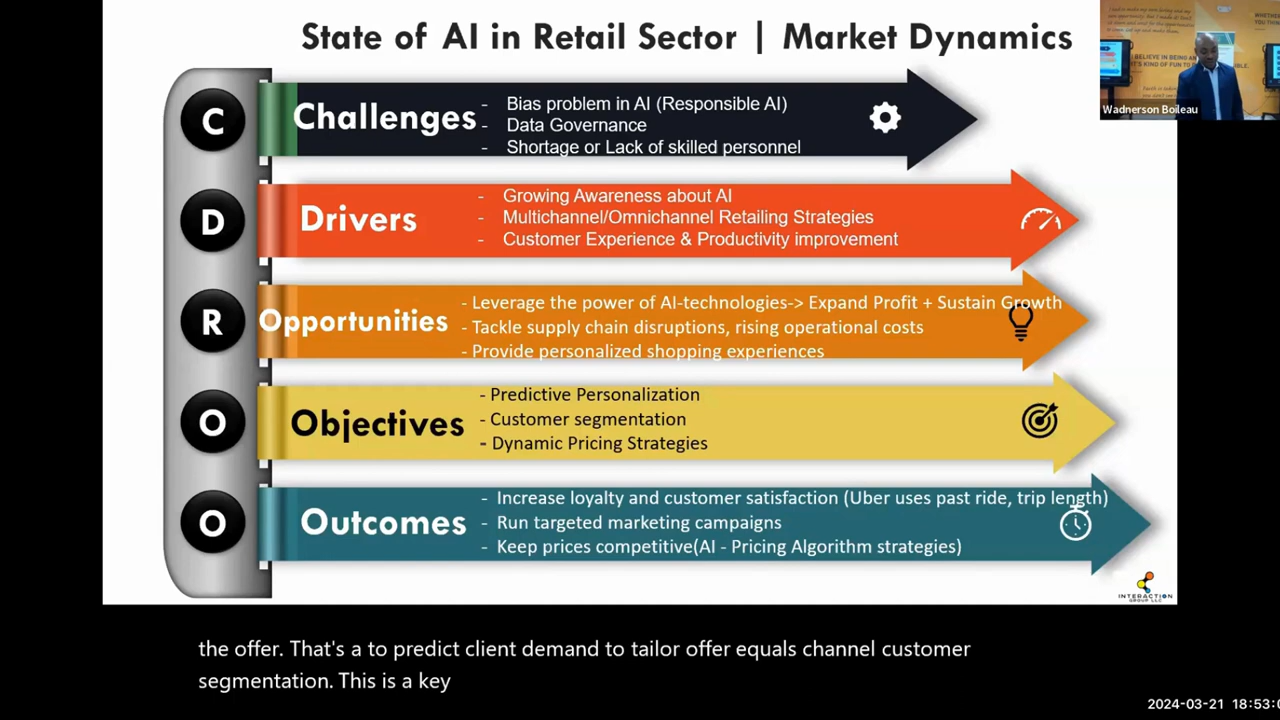 State of AI in Retail Sector | Market Dynamics
C
Challenges
- Bias problem in AI (Responsible AI)
- Data Governance
- Shortage or Lack of skilled personnel
D
Drivers
- Growing Awareness about AI
- Multichannel/Omnichannel Retailing Strategies
- Customer Experience & Productivity improvement
R
Opportunities
- Leverage the power of AI-technologies-> Expand Profit + Sustain Growth
- Tackle supply chain disruptions, rising operational costs
- Provide personalized shopping experiences
O
Objectives
- Predictive Personalization
- Customer segmentation
- Dynamic Pricing Strategies
O
Outcomes
- Increase loyalty and customer satisfaction (Uber uses past ride, trip length)
- Run targeted marketing campaigns
- Keep prices competitive(AI - Pricing Algorithm strategies)
INTERACTION
GROUP LLC
BELIEVE IN BEING
Wadnerson Boileau
the offer. That's a to predict client demand to tailor offer equals channel customer
segmentation. This is a key
2024-03-21 18:53:0